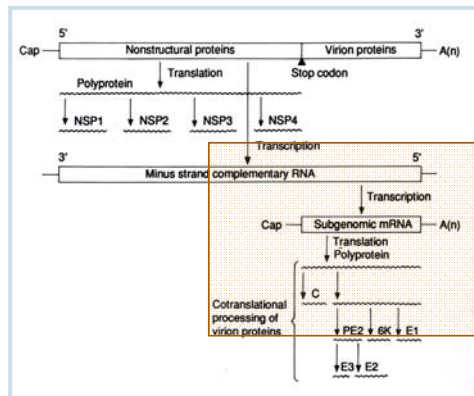 5' 3'
Cap Nonstructural proteins Virion proteins A(n)
Translation Stop codon
Polyprotein
NSP1 NSP2 NSP3 NSP4
Transcription
3' 5'
Minus strand complementary RNA
Transcription
Cap Subgenomic mRNA A(n)
Translation
Polyprotein
C
Cotranslational
processing of
virion proteins
PE2 6K E1
E3 E2